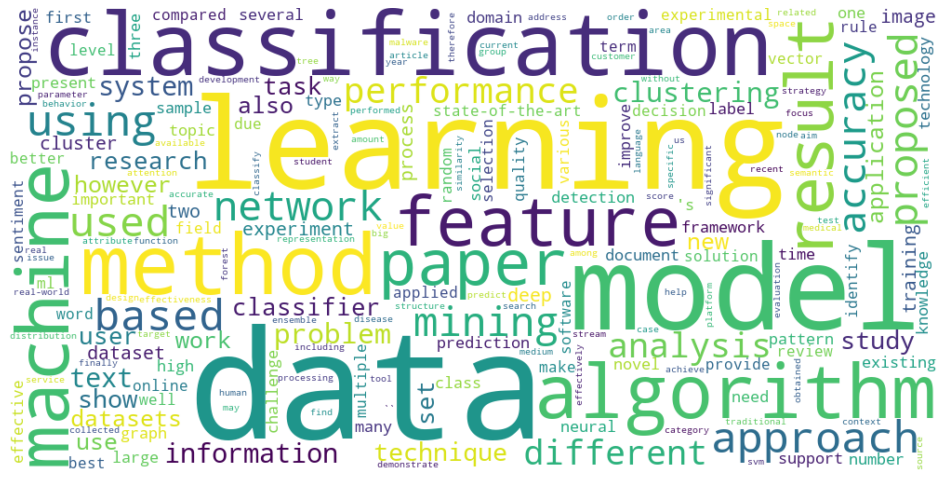 classification
learning
data
model
method
machine
algorithm
feature
paper
result
proposed
accuracy
approach
network
performance
mining
analysis
based
used
using
different
information
technique
clustering
classifier
system
task
also
research
however
important
two
field
experiment
text
user
work
problem
show
datasets
dataset
use
set
study
new
propose
compared
several
first
level
three
present
parameter
behavior
instance
development
cluster
sample
type
topic
due
better
available
attention
accurate
student
extract
amount
performed
classify
process
state-of-the-art
random
similarity
social
selection
quality
various
domain
term
experimental
address
order
related
space
one
rule
image
vector
technology
decision
label
improve
language
specific
us
score
significant
without
customer
group
current
article
year
malware
therefore
tree
way
area
strategy
focus
node
aim
recent
semantic
application
efficient
detection
's
framework
document
solution
time
identify
training
knowledge
test
medical
sentiment
ml
attribute
function
real
issue
real-world
word
distribution
representation
big
value
among
forest
design
effectiveness
predict
applied
deep
structure
search
ensemble
disease
prediction
software
help
platform
evaluation
pattern
review
provide
existing
case
stream
target
including
finally
high
online
well
service
effective
graph
large
best
collected
human
may
processing
tool
find
challenge
multiple
many
class
medium
achieve
effectively
make
novel
need
neural
category
obtained
traditional
context
support
number
svm
source
demonstrate